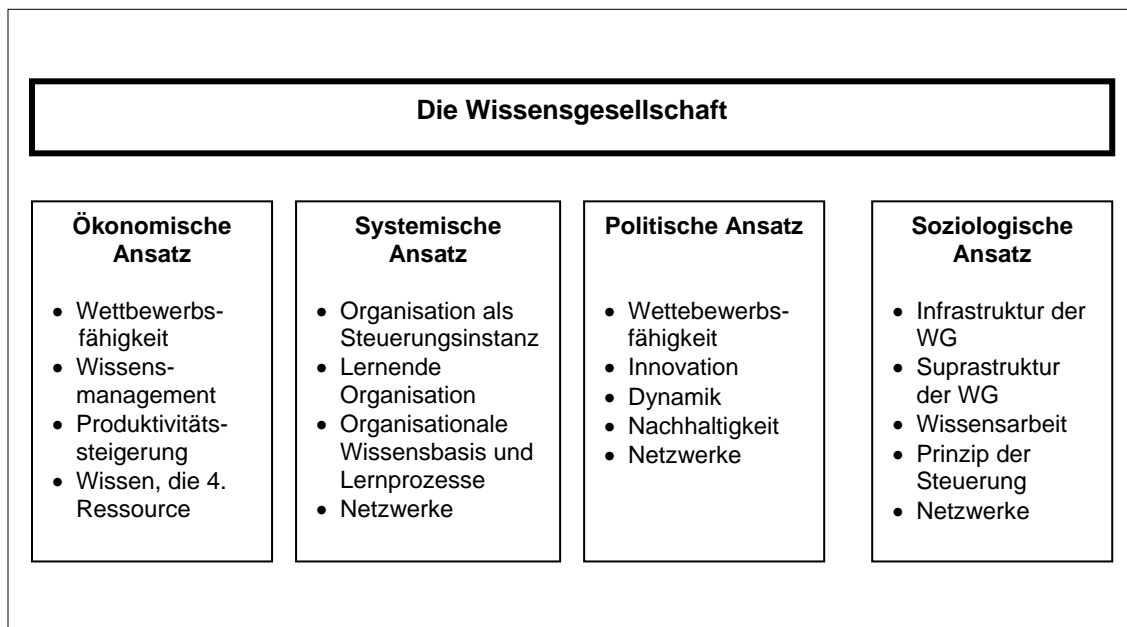 Die Wissensgesellschaft
Ökonomische
Ansatz
• Wettbewerbs-
fähigkeit
• Wissens-
management
• Produktivitäts-
steigerung
• Wissen, die 4.
Ressource
Systemische
Ansatz
• Organisation als
Steuerungsinstanz
• Lernende
Organisation
• Organisationale
Wissensbasis und
Lernprozesse
• Netzwerke
Politische Ansatz
• Wettebewerbs-
fähigkeit
• Innovation
• Dynamik
• Nachhaltigkeit
• Netzwerke
Soziologische
Ansatz
• Infrastruktur der
WG
• Suprastruktur
der WG
• Wissensarbeit
• Prinzip der
Steuerung
• Netzwerke